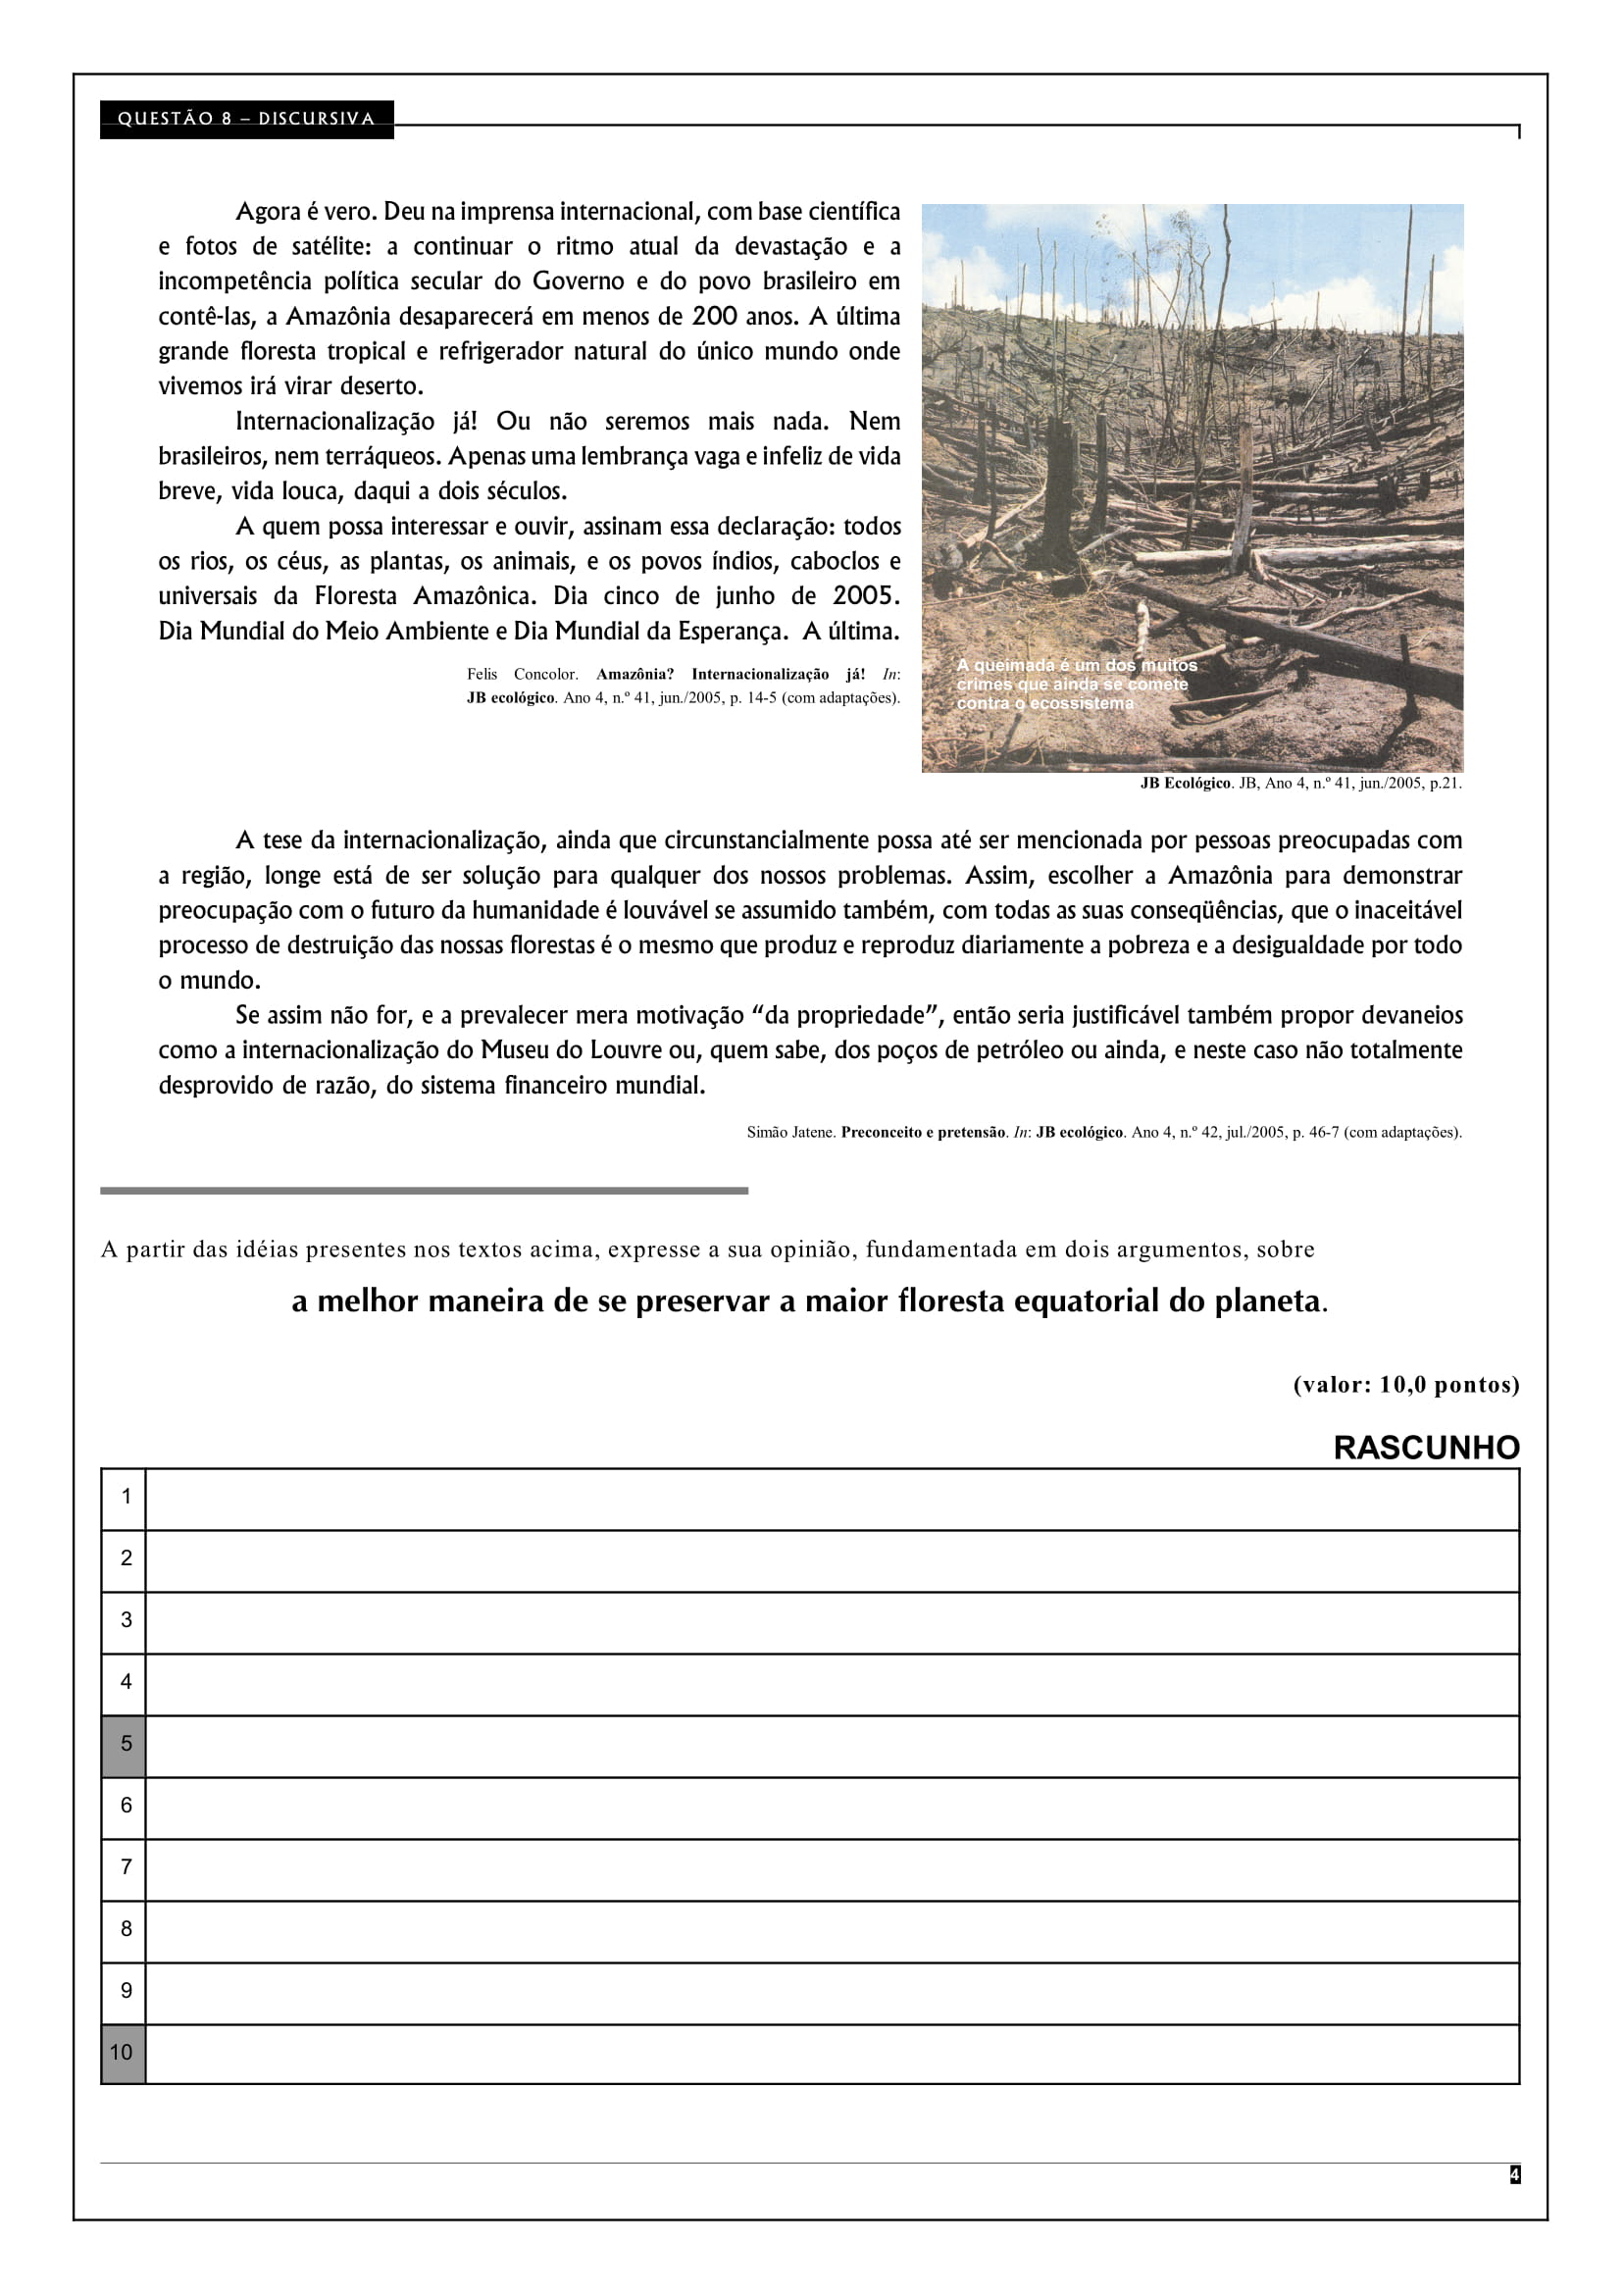 QUESTÃO 8 – DISCURSIVA
Agora é vero. Deu na imprensa internacional, com base científica
e fotos de satélite: a continuar o ritmo atual da devastação e a
incompetência política secular do Governo e do povo brasileiro em
contê-las, a Amazônia desaparecerá em menos de 200 anos. A última
grande floresta tropical e refrigerador natural do único mundo onde
vivemos irá virar deserto.
Internacionalização já! Ou não seremos mais nada. Nem
brasileiros, nem terráqueos. Apenas uma lembrança vaga e infeliz de vida
breve, vida louca, daqui a dois séculos.
A quem possa interessar e ouvir, assinam essa declaração: todos
os rios, os céus, as plantas, os animais, e os povos índios, caboclos e
universais da Floresta Amazônica. Dia cinco de junho de 2005.
Dia Mundial do Meio Ambiente e Dia Mundial da Esperança. A última.
Felis Concolor. Amazônia? Internacionalização já! In:
JB ecológico. Ano 4, n.º 41, jun./2005, p. 14-5 (com adaptações).
A queimada é um dos muitos
crimes que ainda se comete
contra o ecossistema
JB Ecológico. JB, Ano 4, n.º 41, jun./2005, p.21.
A tese da internacionalização, ainda que circunstancialmente possa até ser mencionada por pessoas preocupadas com
a região, longe está de ser solução para qualquer dos nossos problemas. Assim, escolher a Amazônia para demonstrar
preocupação com o futuro da humanidade é louvável se assumido também, com todas as suas conseqüências, que o inaceitável
processo de destruição das nossas florestas é o mesmo que produz e reproduz diariamente a pobreza e a desigualdade por todo
o mundo.
Se assim não for, e a prevalecer mera motivação “da propriedade”, então seria justificável também propor devaneios
como a internacionalização do Museu do Louvre ou, quem sabe, dos poços de petróleo ou ainda, e neste caso não totalmente
desprovido de razão, do sistema financeiro mundial.
Simão Jatene. Preconceito e pretensão. In: JB ecológico. Ano 4, n.º 42, jul./2005, p. 46-7 (com adaptações).
A partir das idéias presentes nos textos acima, expresse a sua opinião, fundamentada em dois argumentos, sobre
a melhor maneira de se preservar a maior floresta equatorial do planeta.
(valor: 10,0 pontos)
RASCUNHO
1
2
3
4
5
6
7
8
9
10
4